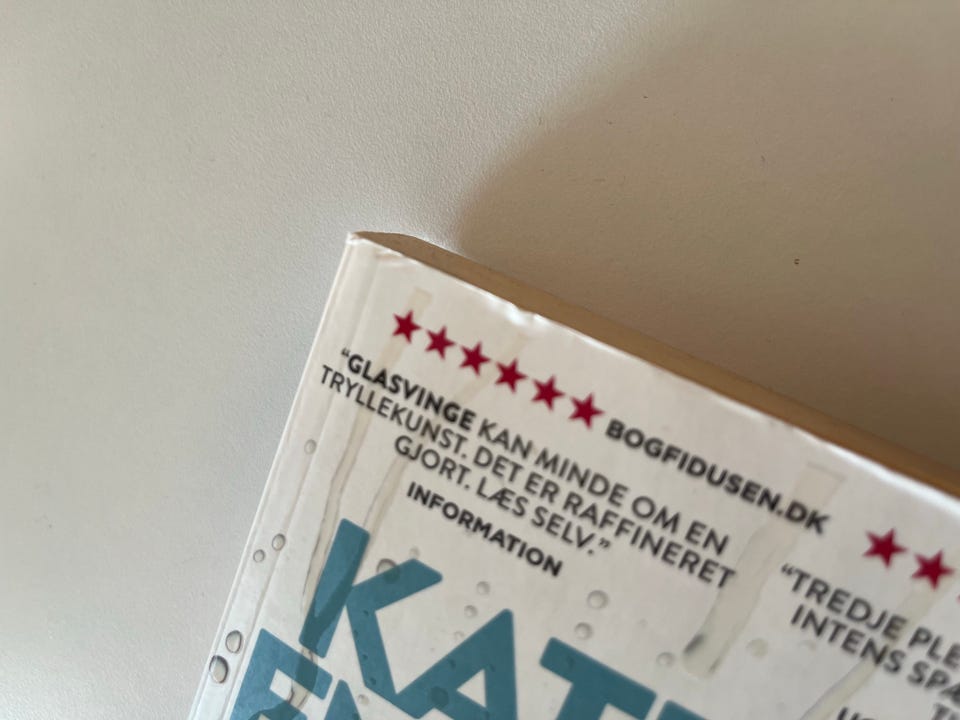 ★★★★★★ BOGFIDUSEN.DK
“GLASVINGE KAN MINDE OM EN
TRYLLEKUNST. DET ER RAFFINERET
GJORT. LÆS SELV.”
INFORMATION
★★
“TREDJE
INTENS
KAT